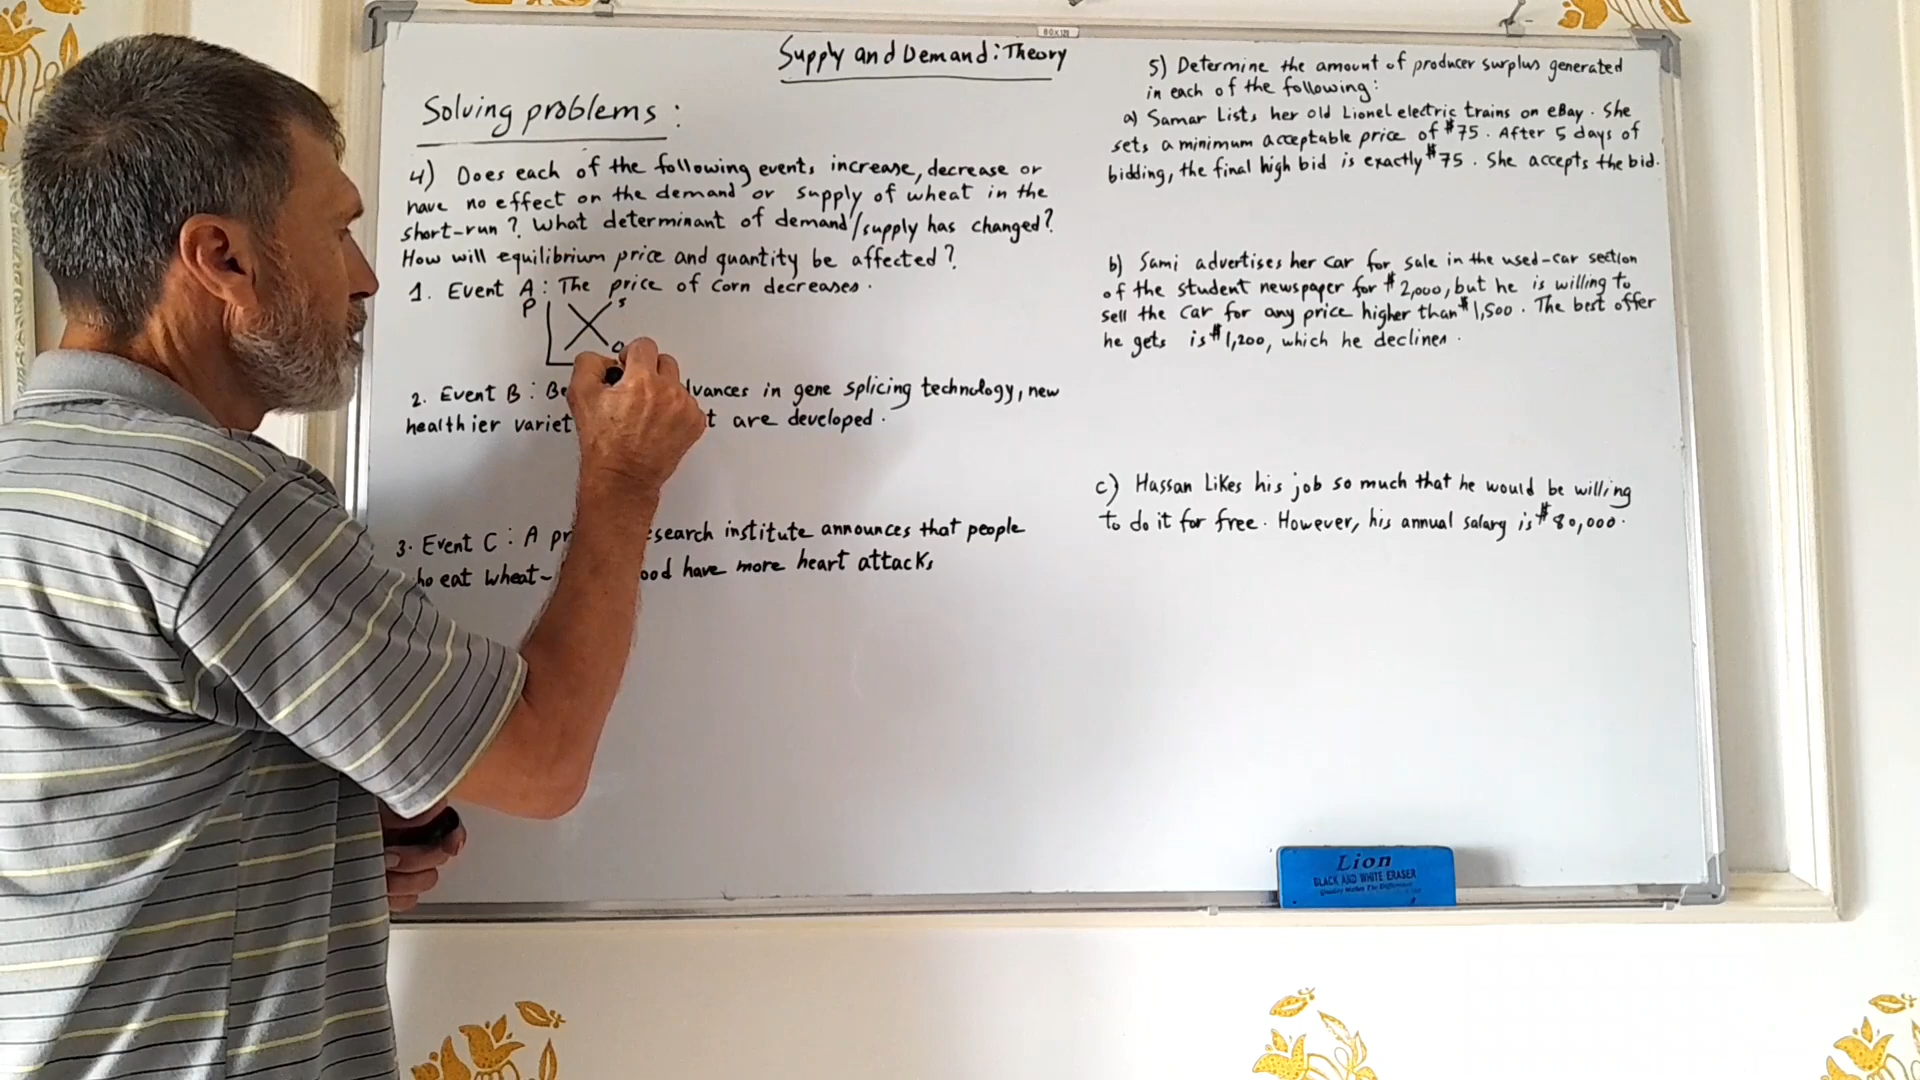 80X120
Supply and Demand: Theory
Solving problems:
4) Does each of the following events increase, decrease or
have no effect on the demand or supply of wheat in the
short-run? What determinant of demand/supply has changed?
How will equilibrium price and quantity be affected?
1. Event A: The price of corn decreases.
P
S
D
2. Event B: advances in gene splicing technology, new
healthier are developed.
3. Event C: A research institute announces that people
who eat wheat- food have more heart attacks
5) Determine the amount of producer surplus generated
in each of the following:
a) Samar Lists her old Lionel electric trains on eBay. She
sets a minimum acceptable price of $75. After 5 days of
bidding, the final high bid is exactly $75. She accepts the bid.
b) Sami advertises her car for sale in the used-car section
of the student newspaper for $2,000, but he is willing to
sell the car for any price higher than $1,500. The best offer
he gets is $1,200, which he declines.
c) Hassan Likes his job so much that he would be willing
to do it for free. However, his annual salary is $80,000.
Lion
BLACK AND WHITE ERASER
Quality Makes The Difference